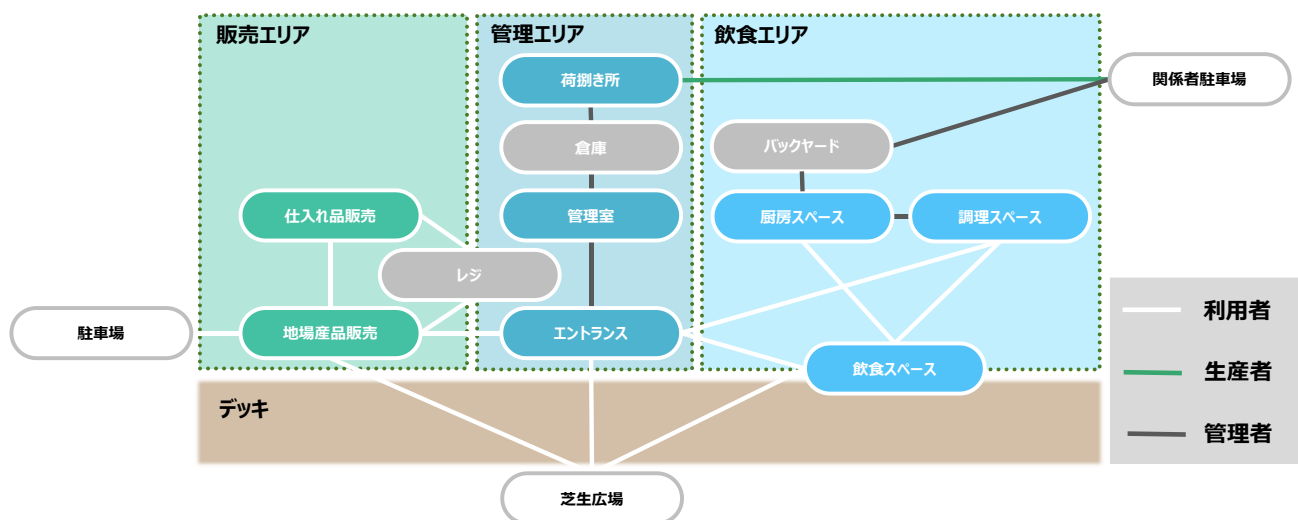 販売エリア
管理エリア
飲食エリア
荷捌き所
関係者駐車場
倉庫
バックヤード
仕入れ品販売
管理室
厨房スペース
調理スペース
レジ
利用者
駐車場
地場産品販売
エントランス
飲食スペース
生産者
デッキ
管理者
芝生広場